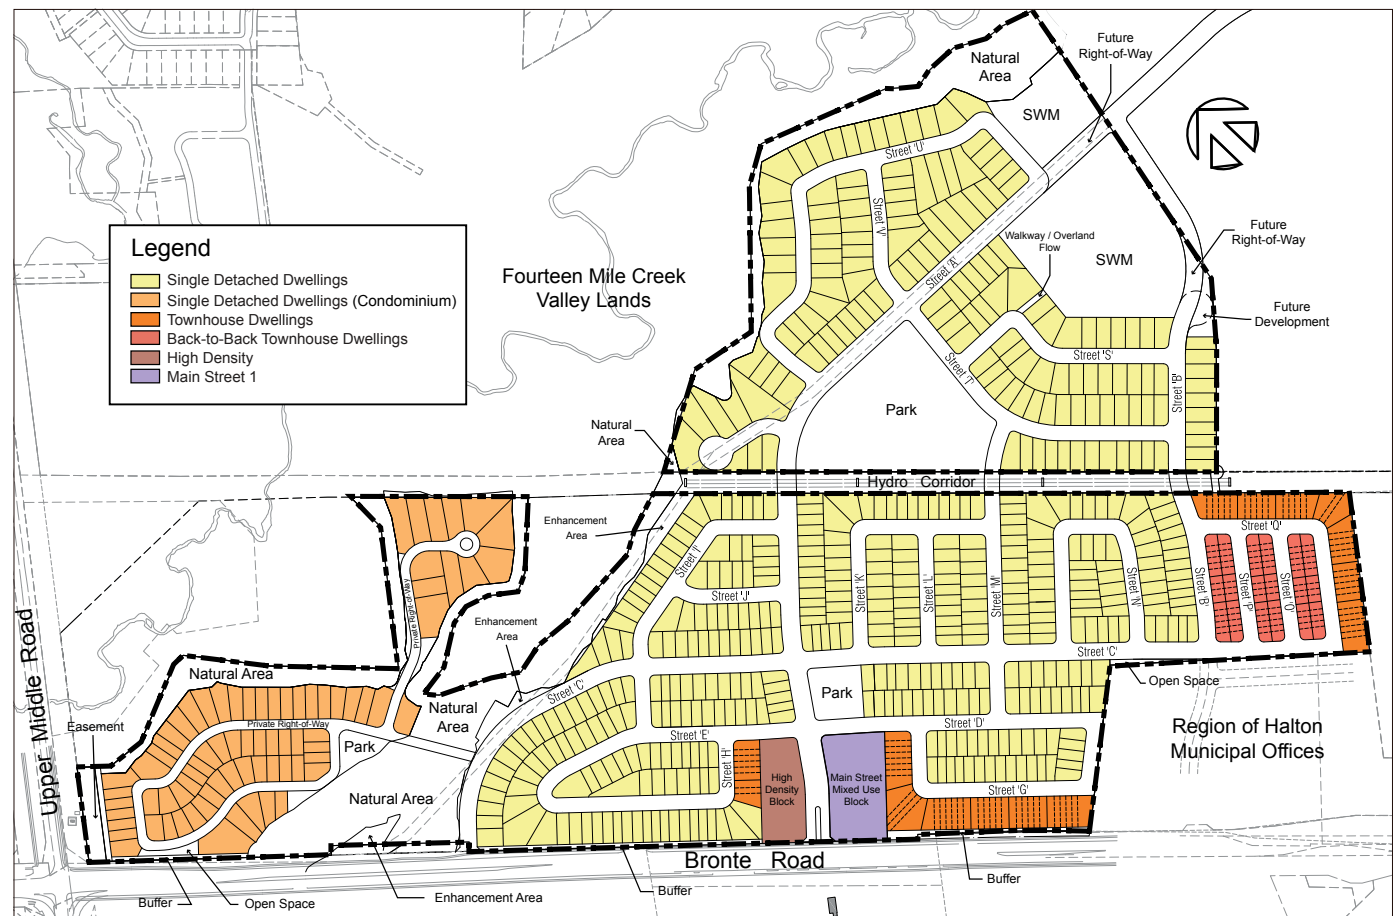 Future
Right-of-Way
Natural
Area
SWM
Street 'U'
Street 'V'
Walkway / Overland
Flow
Future
Right-of-Way
SWM
Legend
Single Detached Dwellings
Single Detached Dwellings (Condominium)
Townhouse Dwellings
Back-to-Back Townhouse Dwellings
High Density
Main Street 1
Fourteen Mile Creek
Valley Lands
Street 'A'
Future
Development
Street 'S'
Street 'T'
Street 'B'
Park
Natural
Area
Hydro Corridor
Enhancement
Area
Street 'Q'
Street 'I'
Street 'J'
Street 'K'
Street 'L'
Street 'M'
Street 'N'
Street 'B'
Street 'P'
Street 'O'
Private Right-of-Way
Enhancement
Area
Upper Middle Road
Natural Area
Street 'C'
Street 'C'
Open Space
Natural
Area
Park
Easement
Private Right-of-Way
Park
Street 'D'
Street 'E'
Street 'H'
Region of Halton
Municipal Offices
High
Density
Block
Main Street
Mixed Use
Block
Street 'G'
Natural Area
Bronte Road
Buffer
Open Space
Enhancement Area
Buffer
Buffer